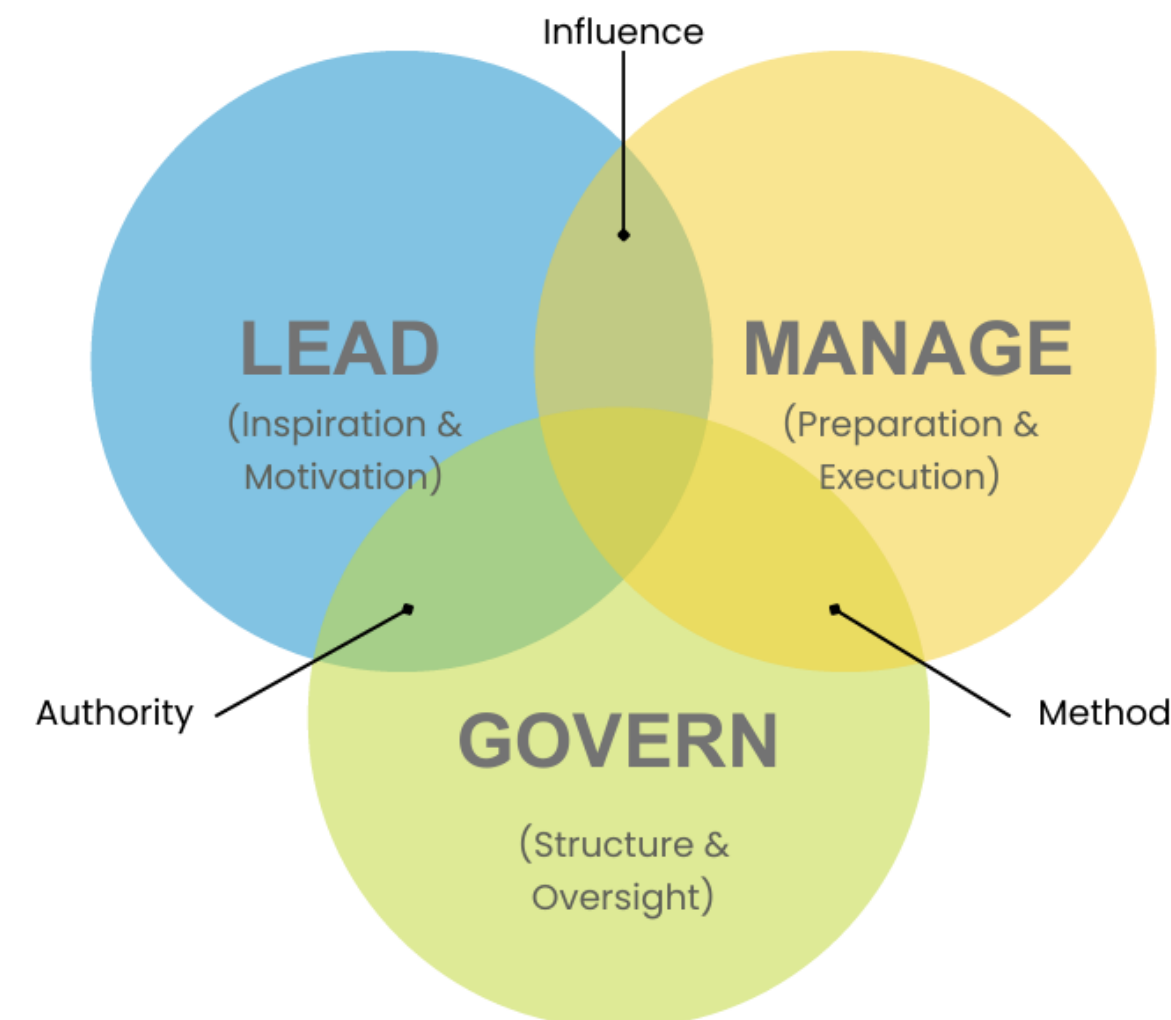 Influence
LEAD
(Inspiration &
Motivation)
MANAGE
(Preparation &
Execution)
Authority
Method
GOVERN
(Structure &
Oversight)